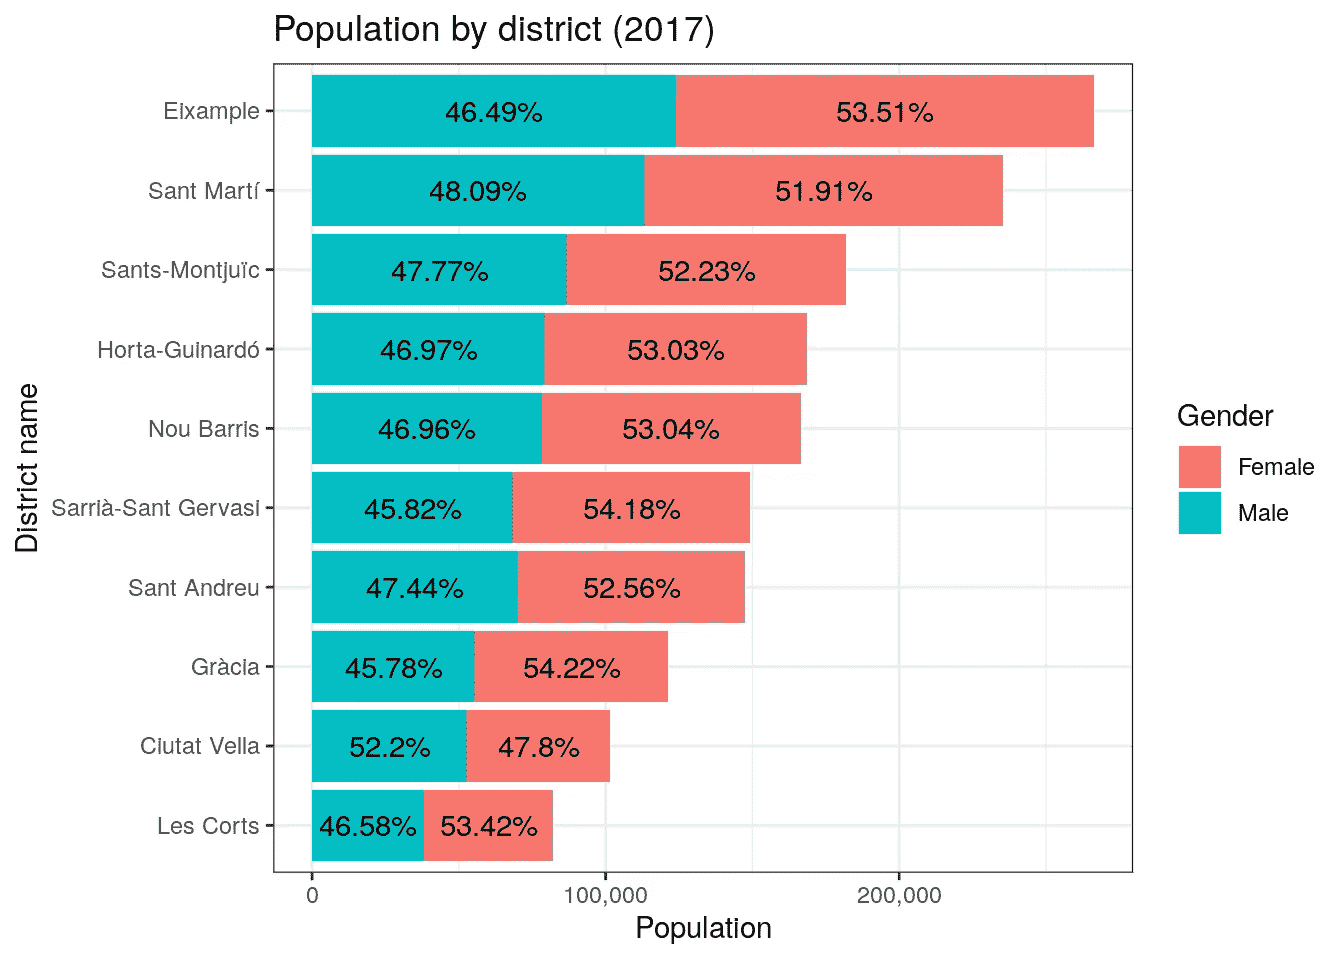 Population by district (2017)
Eixample
46.49% 53.51%
Sant Martí
48.09% 51.91%
Sants-Montjuïc
47.77% 52.23%
Horta-Guinardó
46.97% 53.03%
Nou Barris
46.96% 53.04%
Sarrià-Sant Gervasi
45.82% 54.18%
Sant Andreu
47.44% 52.56%
Gràcia
45.78% 54.22%
Ciutat Vella
52.2% 47.8%
Les Corts
46.58% 53.42%
0 100,000 200,000
Population
District name
Gender
Female
Male